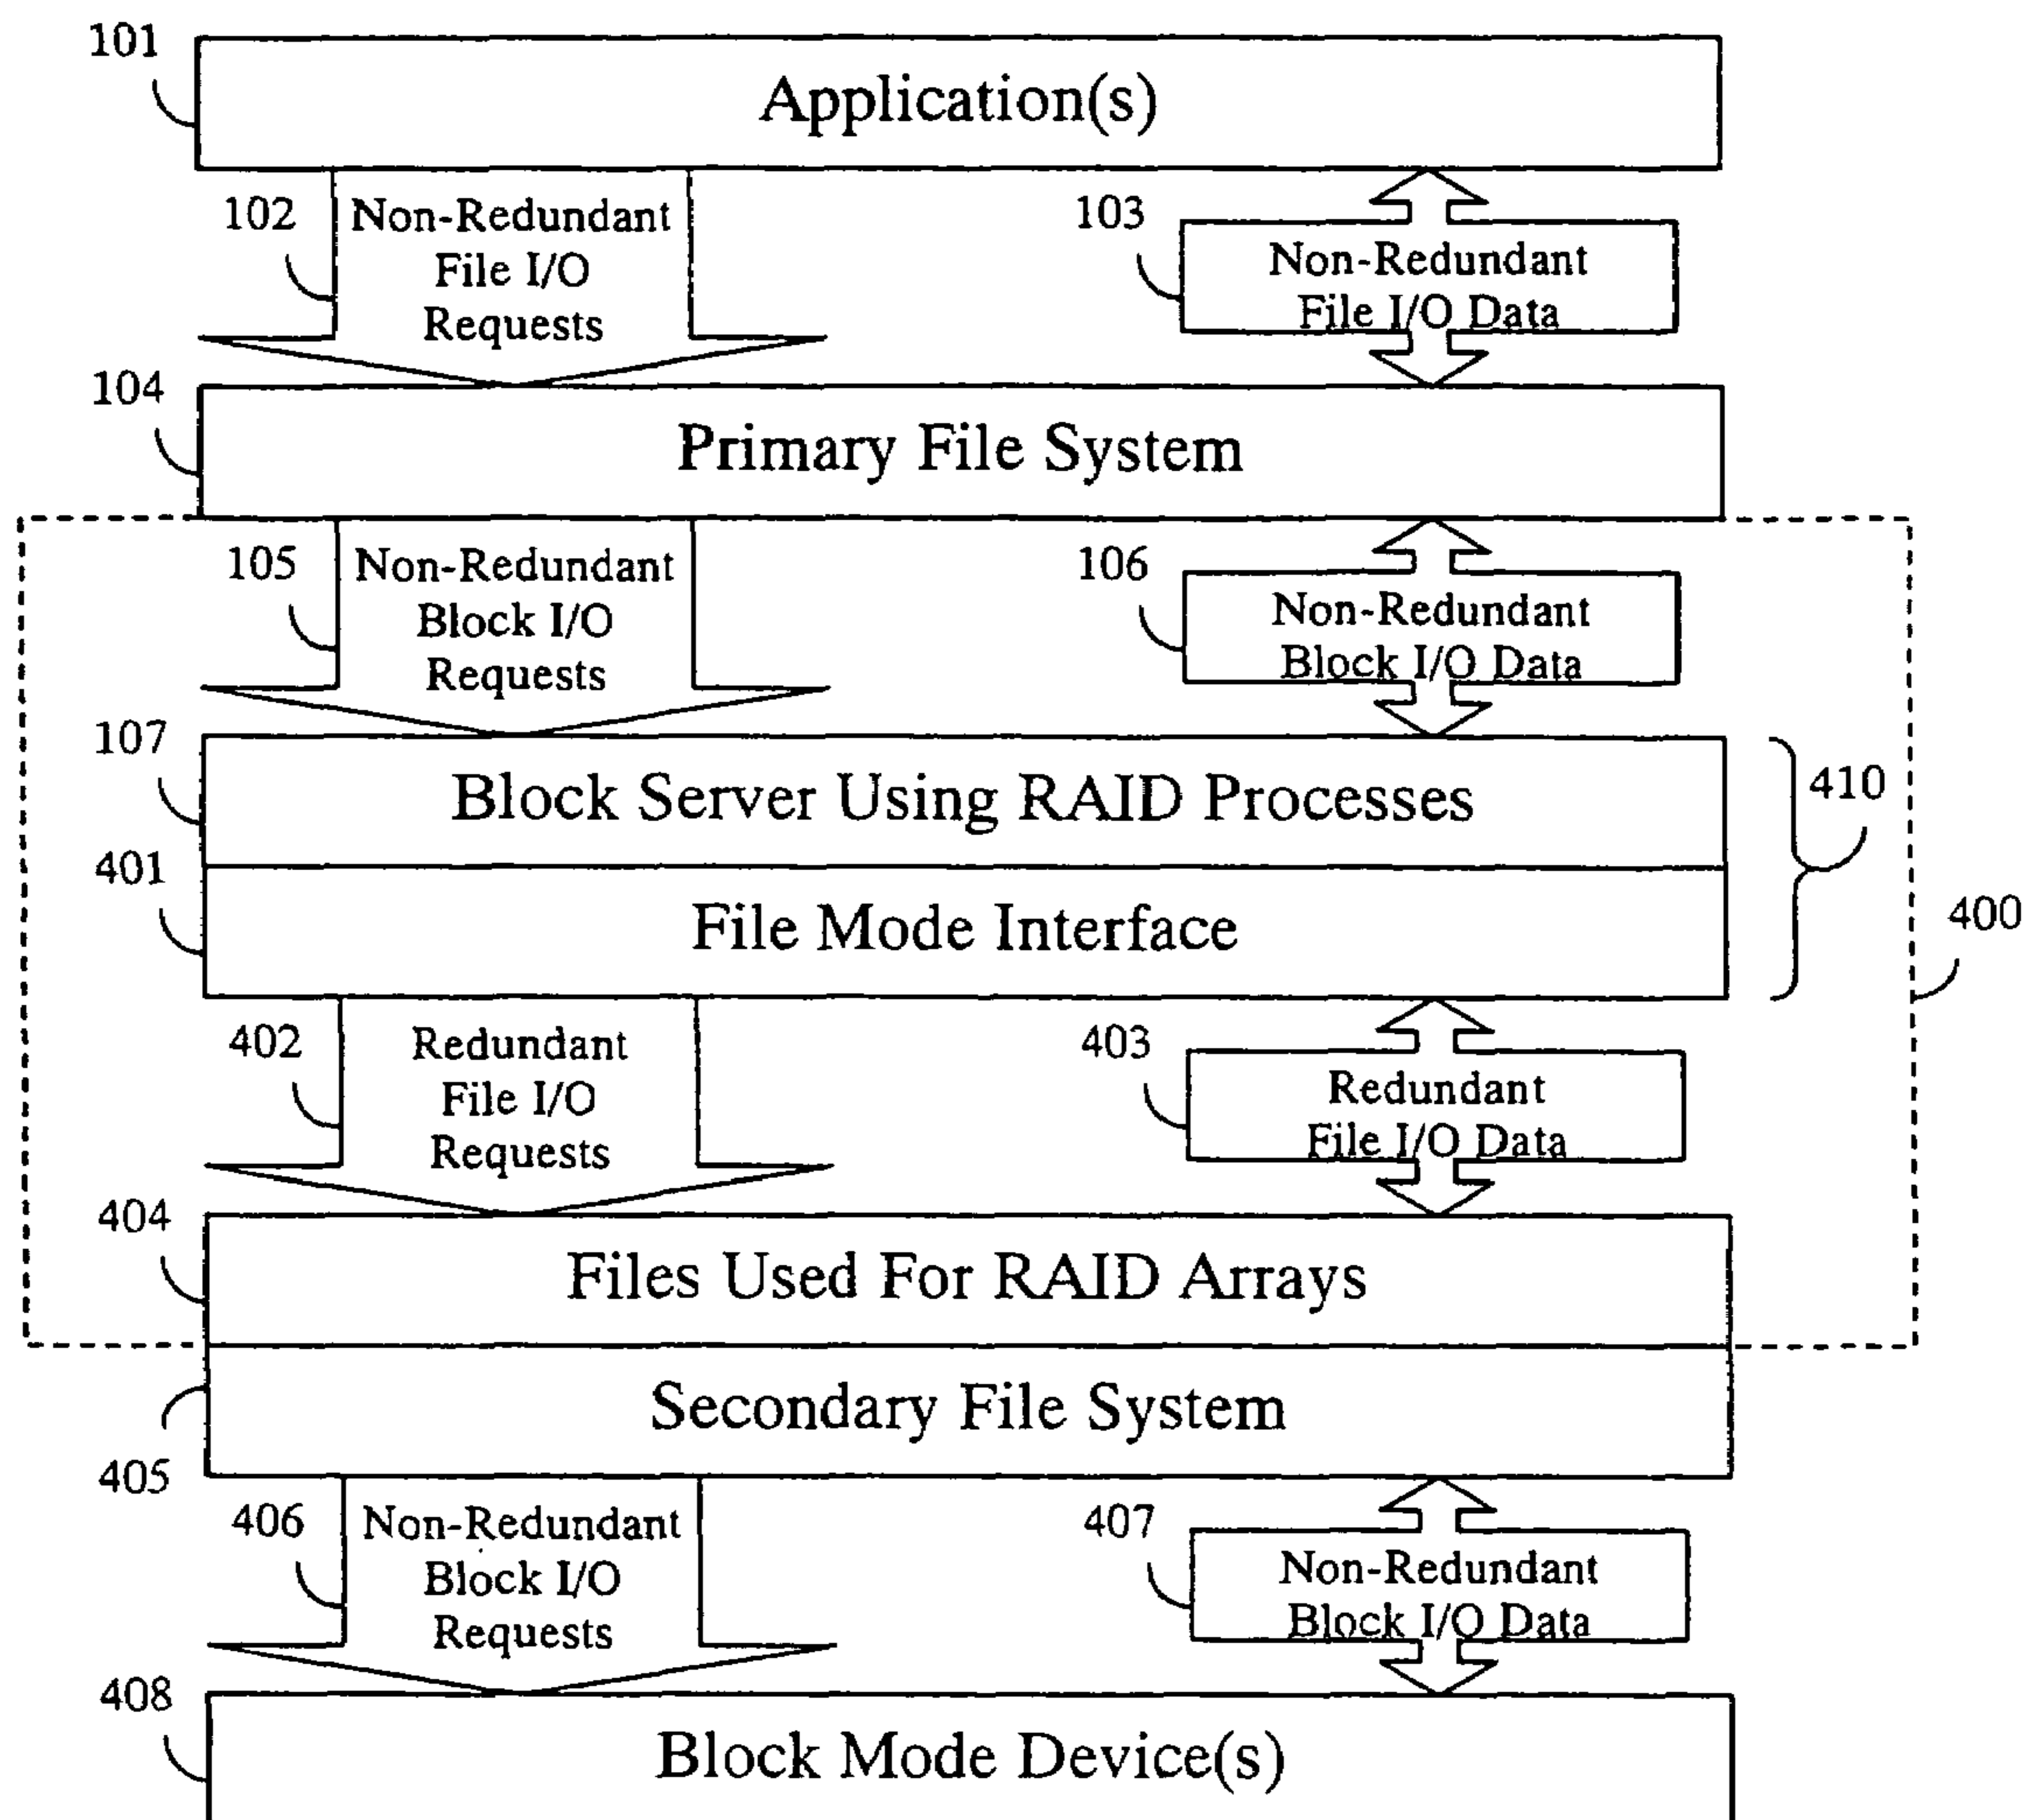 101
Application(s)
102
Non-Redundant
File I/O
Requests
103
Non-Redundant
File I/O Data
104
Primary File System
105
Non-Redundant
Block I/O
Requests
106
Non-Redundant
Block I/O Data
107
Block Server Using RAID Processes
410
401
File Mode Interface
400
402
Redundant
File I/O
Requests
403
Redundant
File I/O Data
404
Files Used For RAID Arrays
Secondary File System
405
406
Non-Redundant
Block I/O
Requests
407
Non-Redundant
Block I/O Data
408
Block Mode Device(s)